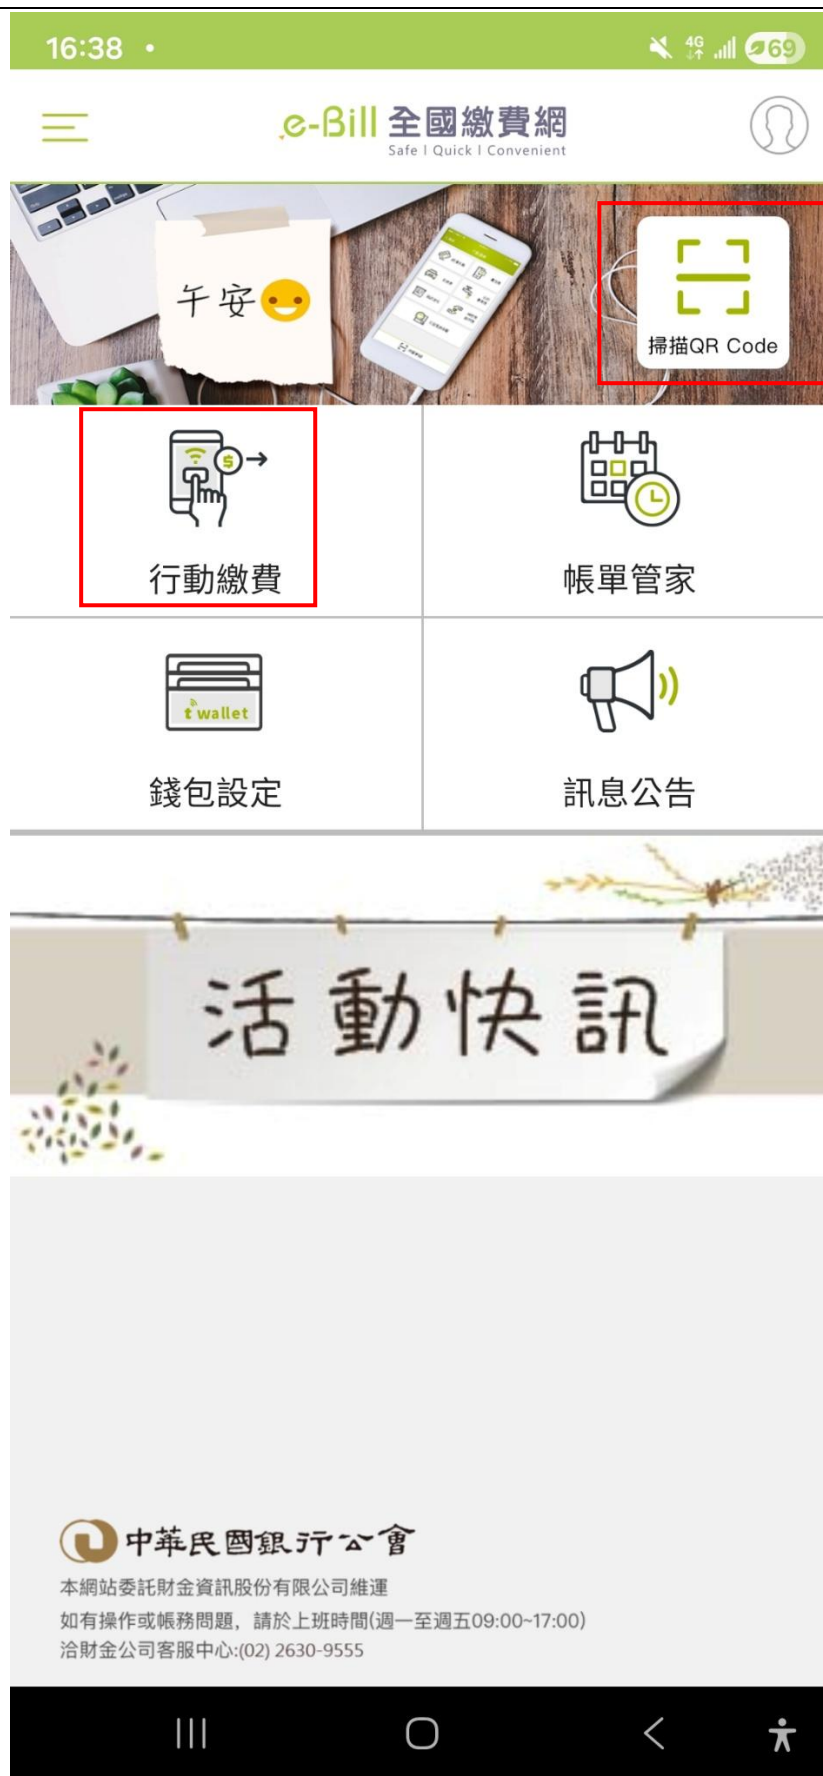 16:38
4G
69
e-Bill 全國繳費網
Safe | Quick | Convenient
午安
掃描QR Code
行動繳費
帳單管家
t wallet
錢包設定
訊息公告
活動快訊
中華民國銀行公會
本網站委託財金資訊股份有限公司維運
如有操作或帳務問題，請於上班時間(週一至週五09:00~17:00)
洽財金公司客服中心:(02) 2630-9555